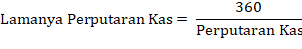 Lamanya Perputaran Kas = 360 / Perputaran Kas